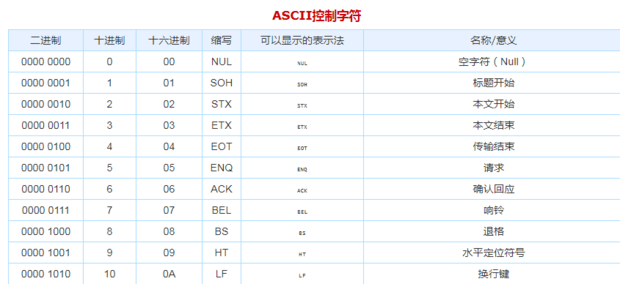 ASCII控制字符
二进制 十进制 十六进制 缩写 可以显示的表示法 名称/意义
0000 0000 0 00 NUL NUL 空字符（Null）
0000 0001 1 01 SOH SOH 标题开始
0000 0010 2 02 STX STX 本文开始
0000 0011 3 03 ETX ETX 本文结束
0000 0100 4 04 EOT EOT 传输结束
0000 0101 5 05 ENQ ENQ 请求
0000 0110 6 06 ACK ACK 确认回应
0000 0111 7 07 BEL BEL 响铃
0000 1000 8 08 BS BS 退格
0000 1001 9 09 HT HT 水平定位符号
0000 1010 10 0A LF LF 换行键